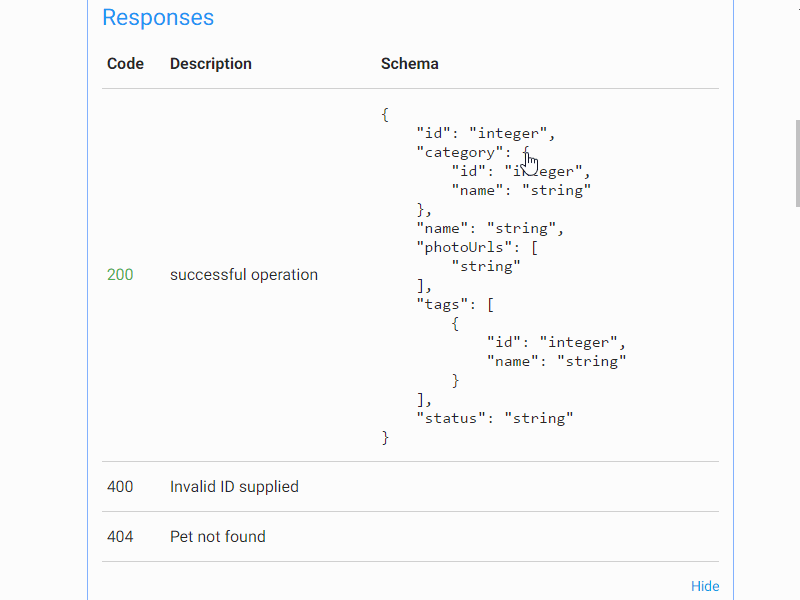 Responses
Code Description Schema
{
"id": "integer",
"category": {
"id": "integer",
"name": "string"
},
"name": "string",
"photoUrls": [
"string"
],
"tags": [
{
"id": "integer",
"name": "string"
}
],
"status": "string"
}
200 successful operation
400 Invalid ID supplied
404 Pet not found
Hide